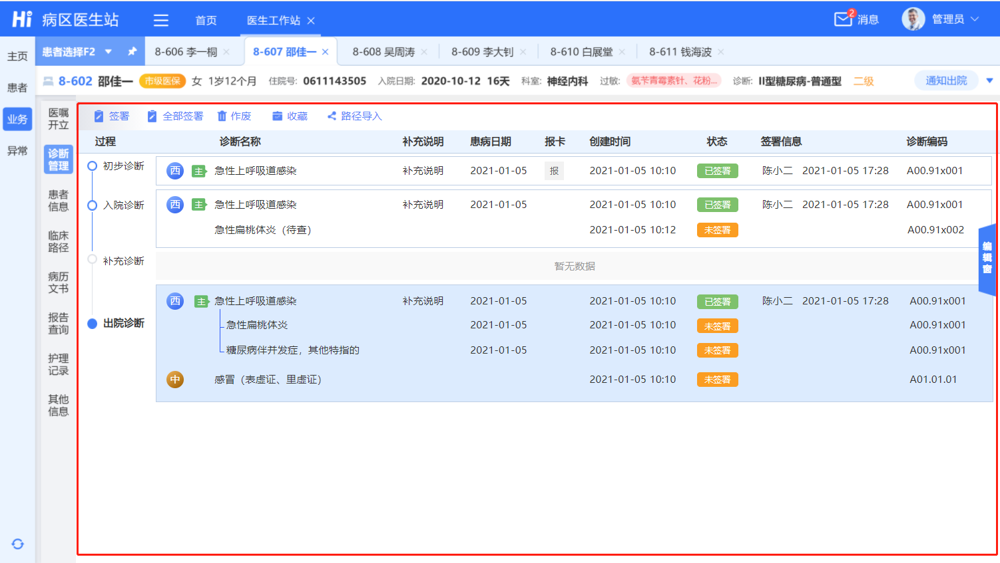 Hi 病区医生站 首页 医生工作站 × 2 消息 管理员
主页 患者选择F2 8-606 李一桐 × 8-607 邵佳一 × 8-608 吴周涛 × 8-609 李大钊 × 8-610 白展堂 × 8-611 钱海波 ×
患者
8-602 邵佳一 市级医保 女 1岁12个月 住院号: 0611143505 入院日期: 2020-10-12 16天 科室: 神经内科 过敏: 氨苄青霉素针、花粉... 诊断: II型糖尿病-普通型 二级 通知出院
业务
异常
医嘱
开立
诊断
管理
患者
信息
临床
路径
病历
文书
报告
查询
护理
记录
其他
信息
签署 全部签署 作废 收藏 路径导入
过程 诊断名称 补充说明 患病日期 报卡 创建时间 状态 签署信息 诊断编码
初步诊断 西 主 急性上呼吸道感染 补充说明 2021-01-05 报 2021-01-05 10:10 已签署 陈小二 2021-01-05 17:28 A00.91x001
入院诊断 西 主 急性上呼吸道感染 补充说明 2021-01-05 2021-01-05 10:10 已签署 陈小二 2021-01-05 17:28 A00.91x001
急性扁桃体炎（待查） 2021-01-05 10:12 未签署 A00.91x002
补充诊断 暂无数据
出院诊断 西 主 急性上呼吸道感染 补充说明 2021-01-05 2021-01-05 10:10 已签署 陈小二 2021-01-05 17:28 A00.91x001
急性扁桃体炎 2021-01-05 2021-01-05 10:10 未签署 A00.91x001
糖尿病伴并发症，其他特指的 2021-01-05 2021-01-05 10:10 未签署 A00.91x001
中 感冒（表虚证、里虚证） 2021-01-05 10:10 未签署 A01.01.01
编辑窗